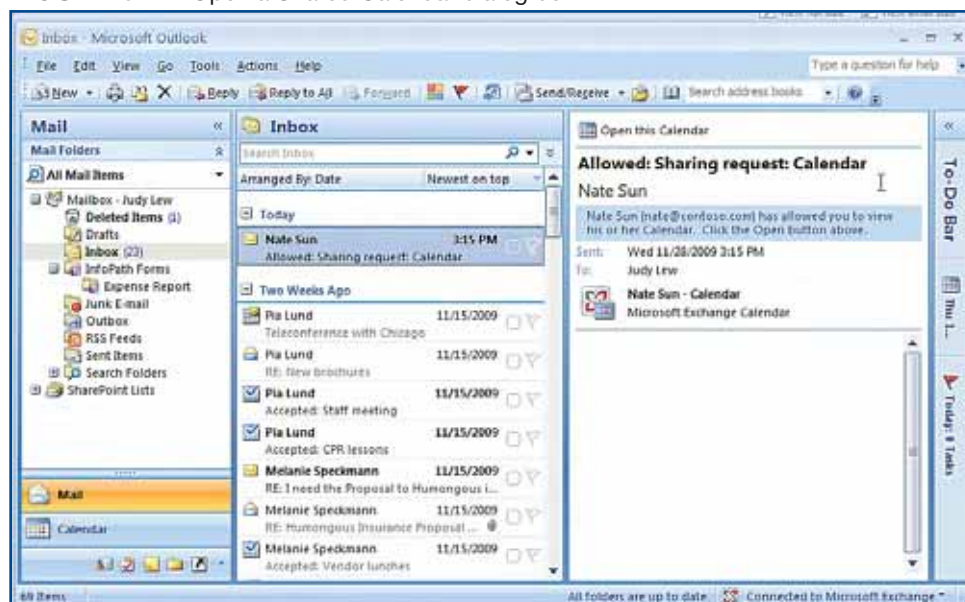 Inbox - Microsoft Outlook
File Edit View Go Tools Actions Help
Type a question for help
New Reply Reply to All Forward Send/Receive Search address books
Mail
Mail Folders
All Mail Items
Mailbox - Judy Lew
Deleted Items (1)
Drafts
Inbox (23)
InfoPath Forms
Expense Report
Junk E-mail
Outbox
RSS Feeds
Sent Items
Search Folders
SharePoint Lists
Mail
Calendar
Inbox
Search Inbox
Arranged By: Date Newest on top
Today
Nate Sun 3:15 PM
Allowed: Sharing request: Calendar
Two Weeks Ago
Pia Lund 11/15/2009
Teleconference with Chicago
Pia Lund 11/15/2009
RE: New brochures
Pia Lund 11/15/2009
Accepted: Staff meeting
Pia Lund 11/15/2009
Accepted: CPR lessons
Melanie Speckmann 11/15/2009
RE: I need the Proposal to Humongous i...
Melanie Speckmann 11/15/2009
RE: Humongous Insurance Proposal ...
Melanie Speckmann 11/15/2009
Accepted: Vendor lunches
Open this Calendar
Allowed: Sharing request: Calendar
Nate Sun
Nate Sun (nate@contoso.com) has allowed you to view
his or her Calendar. Click the Open button above.
Sent: Wed 11/28/2009 3:15 PM
To: Judy Lew
Nate Sun - Calendar
Microsoft Exchange Calendar
To-Do Bar
Thu 1...
Today: 0 Tasks
69 Items
All folders are up to date. Connected to Microsoft Exchange